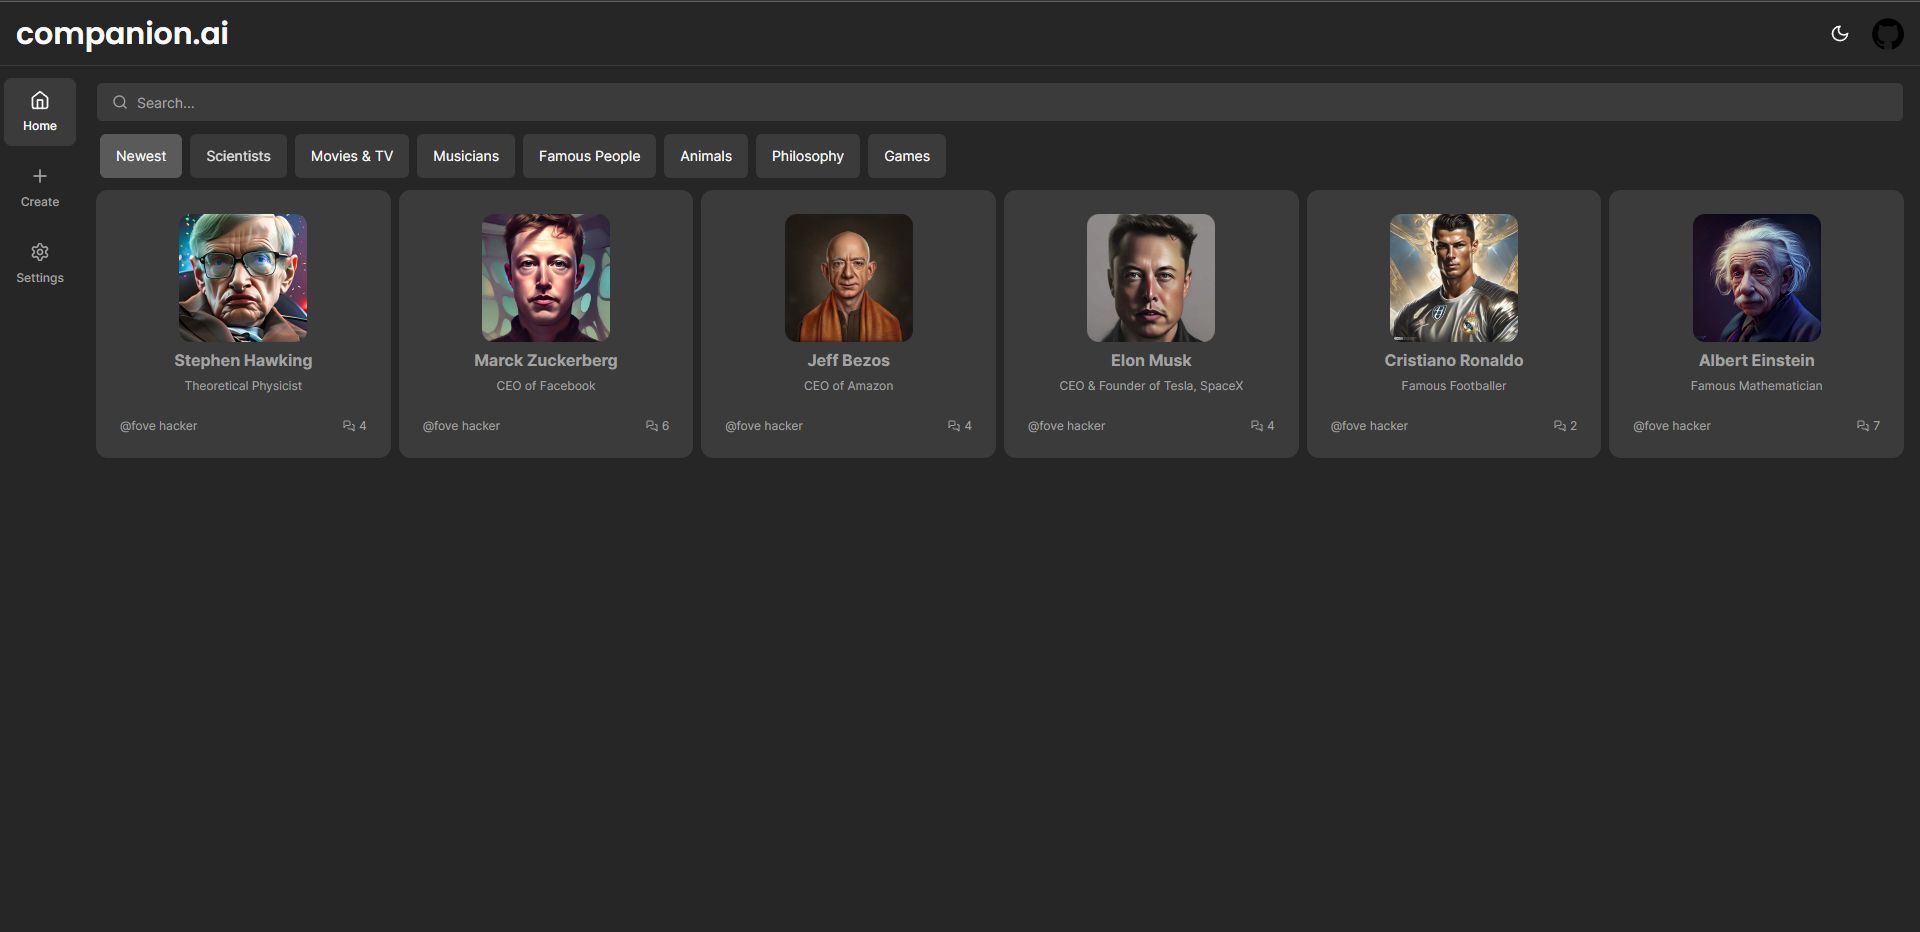 companion.ai
Home
Create
Settings
Search...
Newest
Scientists
Movies & TV
Musicians
Famous People
Animals
Philosophy
Games
Stephen Hawking
Theoretical Physicist
@fove hacker
4
Marck Zuckerberg
CEO of Facebook
@fove hacker
6
Jeff Bezos
CEO of Amazon
@fove hacker
4
Elon Musk
CEO & Founder of Tesla, SpaceX
@fove hacker
4
Cristiano Ronaldo
Famous Footballer
@fove hacker
2
Albert Einstein
Famous Mathematician
@fove hacker
7